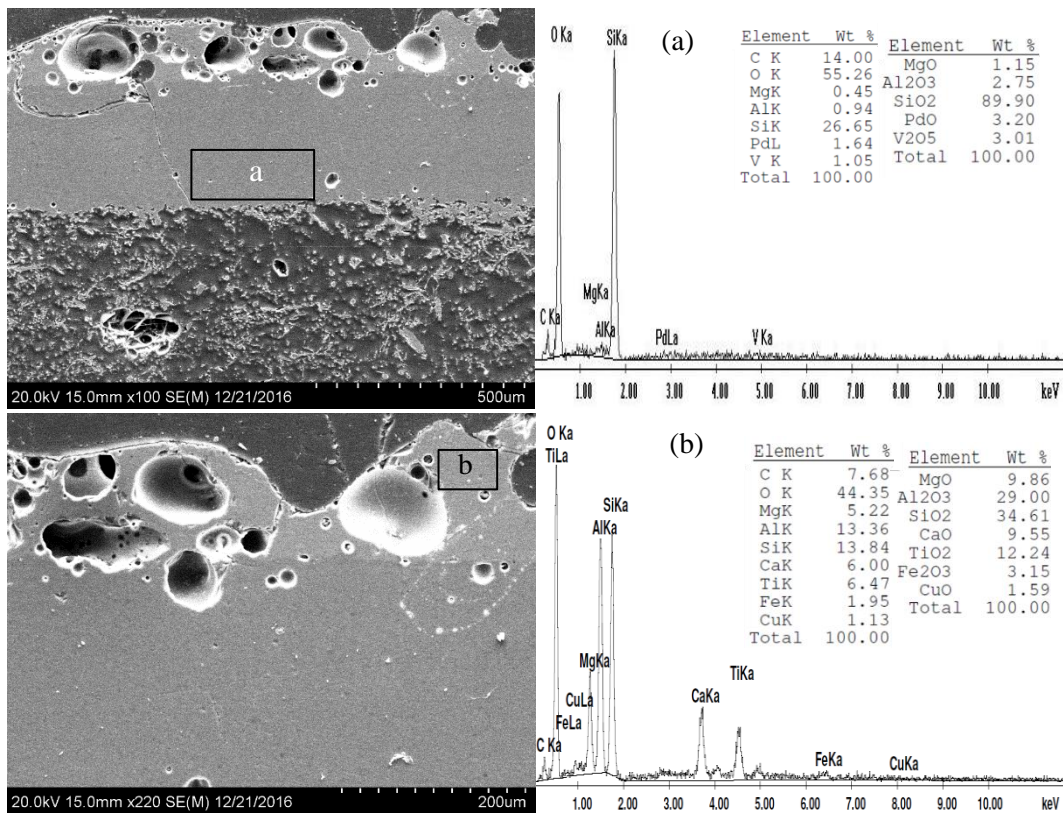 a
20.0kV 15.0mm x100 SE(M) 12/21/2016 500um
O Ka
SiKa
(a)
MgKa
C Ka
AlKa
PdLa
V Ka
Element Wt %
C K 14.00
O K 55.26
MgK 0.45
AlK 0.94
SiK 26.65
PdL 1.64
V K 1.05
Total 100.00
Element Wt %
MgO 1.15
Al2O3 2.75
SiO2 89.90
PdO 3.20
V2O5 3.01
Total 100.00
1.00 2.00 3.00 4.00 5.00 6.00 7.00 8.00 9.00 10.00 keV
b
20.0kV 15.0mm x220 SE(M) 12/21/2016 200um
O Ka
TiLa
(b)
SiKa
AlKa
MgKa
CuLa
FeLa
C Ka
CaKa
TiKa
FeKa
CuKa
Element Wt %
C K 7.68
O K 44.35
MgK 5.22
AlK 13.36
SiK 13.84
CaK 6.00
TiK 6.47
FeK 1.95
CuK 1.13
Total 100.00
Element Wt %
MgO 9.86
Al2O3 29.00
SiO2 34.61
CaO 9.55
TiO2 12.24
Fe2O3 3.15
CuO 1.59
Total 100.00
1.00 2.00 3.00 4.00 5.00 6.00 7.00 8.00 9.00 10.00 keV